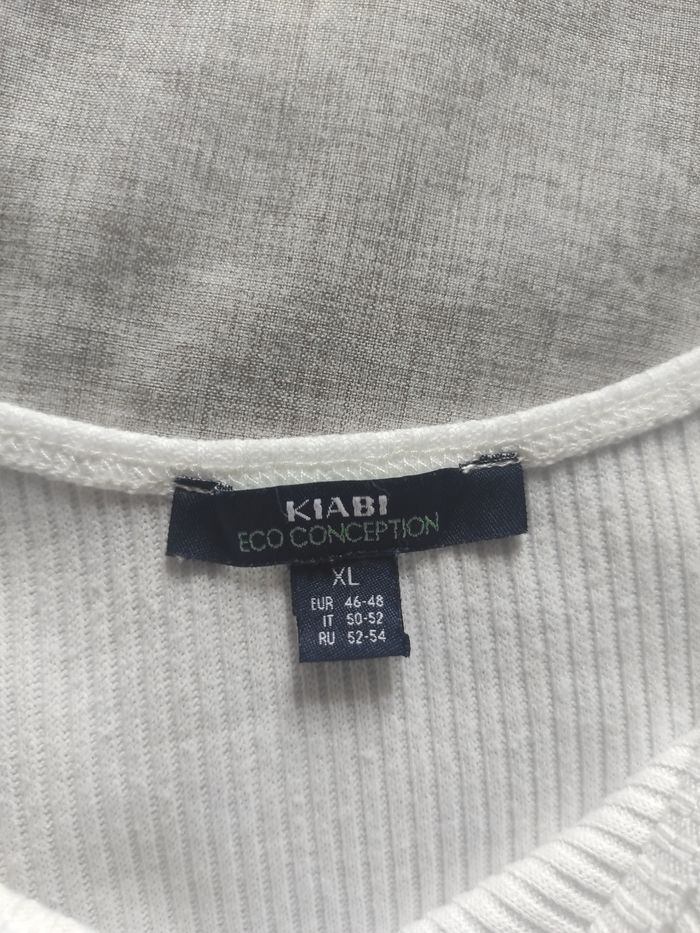 KIABI
ECO CONCEPTION
XL
EUR 46-48
IT 50-52
RU 52-54